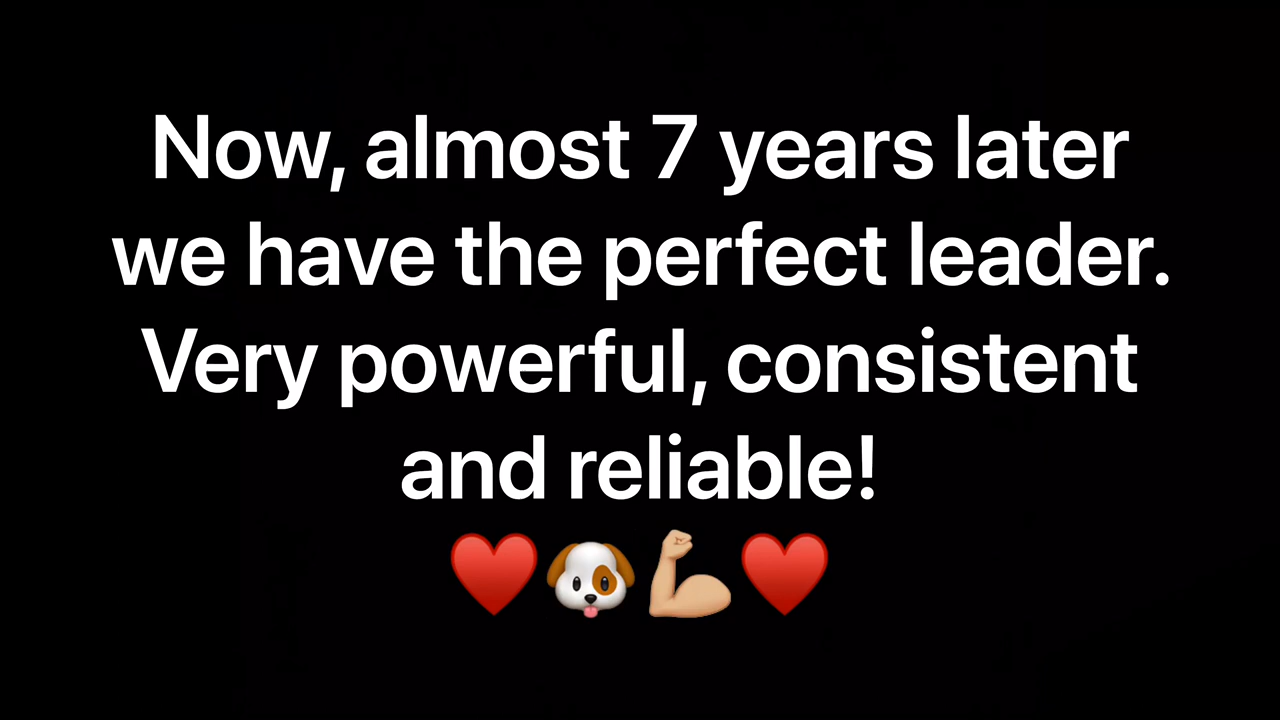 Now, almost 7 years later
we have the perfect leader.
Very powerful, consistent
and reliable!
♥️🐶💪🏼♥️